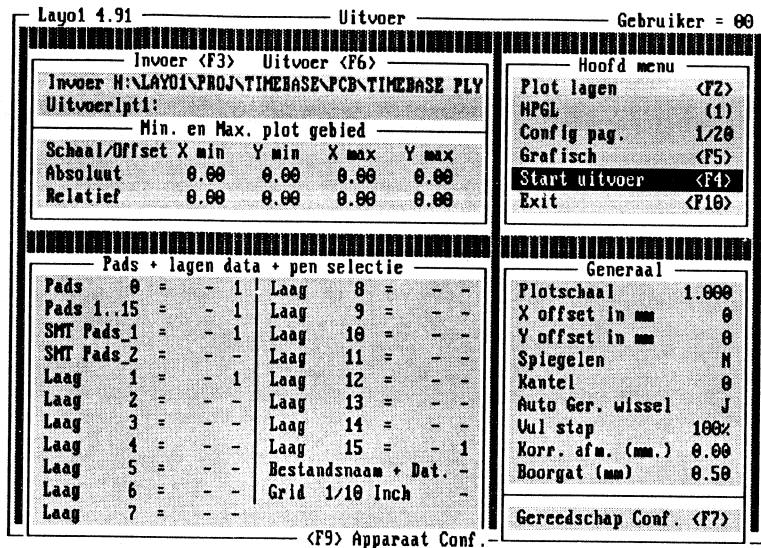 Layo1 4.91 Uitvoer Gebruiker = 00
Invoer <F3> Uitvoer <F6>
Invoer H:\LAYO1\PROJ\TIMEBASE\PCB\TIMEBASE PLY
Uitvoerlpt1:
Min. en Max. plot gebied
Schaal/Offset X min Y min X max Y max
Absoluut 0.00 0.00 0.00 0.00
Relatief 0.00 0.00 0.00 0.00
Hoofd menu
Plot lagen <F2>
HPGL (1)
Config pag. 1/20
Grafisch <F5>
Start uitvoer <F4>
Exit <F10>
Pads + lagen data + pen selectie
Pads 0 = - 1
Pads 1..15 = - 1
SMT Pads_1 = - 1
SMT Pads_2 = - -
Laag 1 = - 1
Laag 2 = - -
Laag 3 = - -
Laag 4 = - -
Laag 5 = - -
Laag 6 = - -
Laag 7 = - -
Laag 8 = - -
Laag 9 = - -
Laag 10 = - -
Laag 11 = - -
Laag 12 = - -
Laag 13 = - -
Laag 14 = - -
Laag 15 = - 1
Bestandsnaam + Dat. -
Grid 1/10 Inch -
Generaal
Plotschaal 1.000
X offset in mm 0
Y offset in mm 0
Spiegelen N
Kantel 0
Auto Ger. wissel J
Vul stap 100%
Korr. afm. (mm.) 0.00
Boorgat (mm) 0.50
Gereedschap Conf. <F7>
<F9> Apparaat Conf.